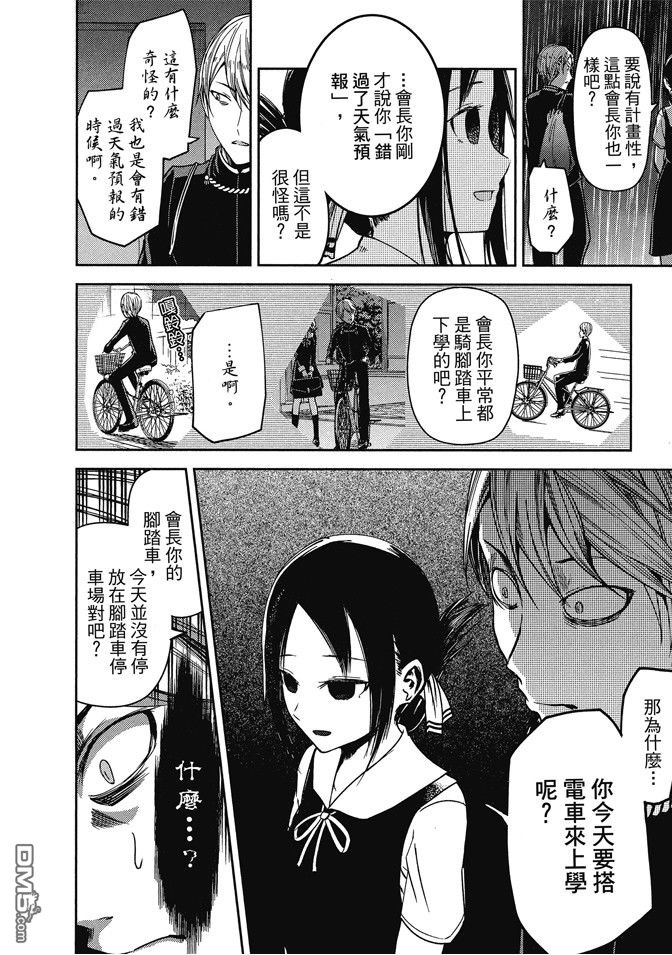 要說有計畫性，
這點會長你也一
樣吧？
什麼？
…會長你剛
才說你「錯
過了天氣預
報」，
但這不是
很怪嗎？
這有什麼
奇怪的？
我也是會有錯
過天氣預報的
時候啊。
會長你平常都
是騎腳踏車上
下學的吧？
…是啊。
嘎鈴鈴…
那為什麼…
你今天要搭
電車來上學
呢？
會長你的
腳踏車，
今天並沒有停
放在腳踏車停
車場對吧？
什麼…？
DM5.com